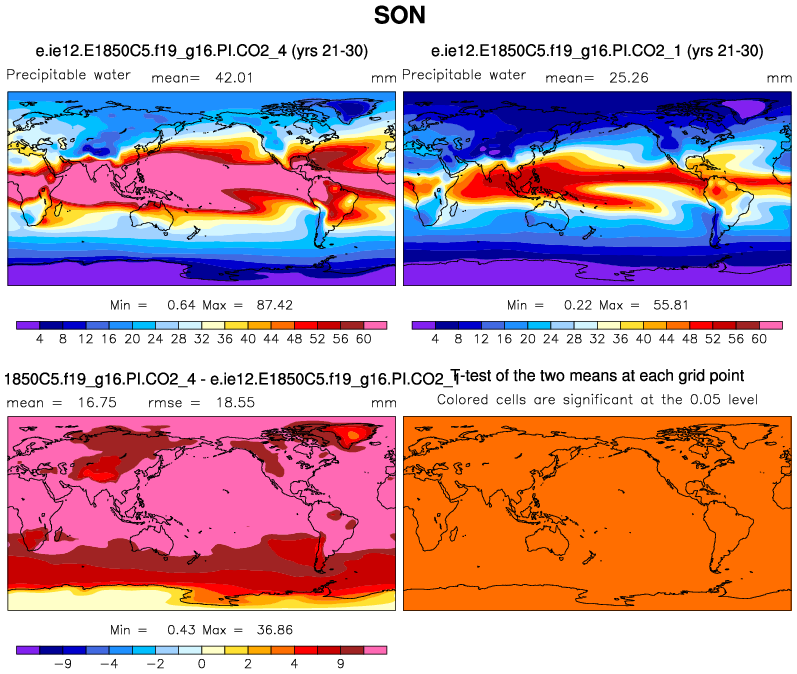 SON
e.ie12.E1850C5.f19_g16.PI.CO2_4 (yrs 21-30)
Precipitable water mean= 42.01 mm
Min = 0.64 Max = 87.42
4 8 12 16 20 24 28 32 36 40 44 48 52 56 60
e.ie12.E1850C5.f19_g16.PI.CO2_1 (yrs 21-30)
Precipitable water mean= 25.26 mm
Min = 0.22 Max = 55.81
4 8 12 16 20 24 28 32 36 40 44 48 52 56 60
1850C5.f19_g16.PI.CO2_4 - e.ie12.E1850C5.f19_g16.PI.CO2_1
mean = 16.75 rmse = 18.55 mm
Min = 0.43 Max = 36.86
-9 -4 -2 0 2 4 9
T-test of the two means at each grid point
Colored cells are significant at the 0.05 level